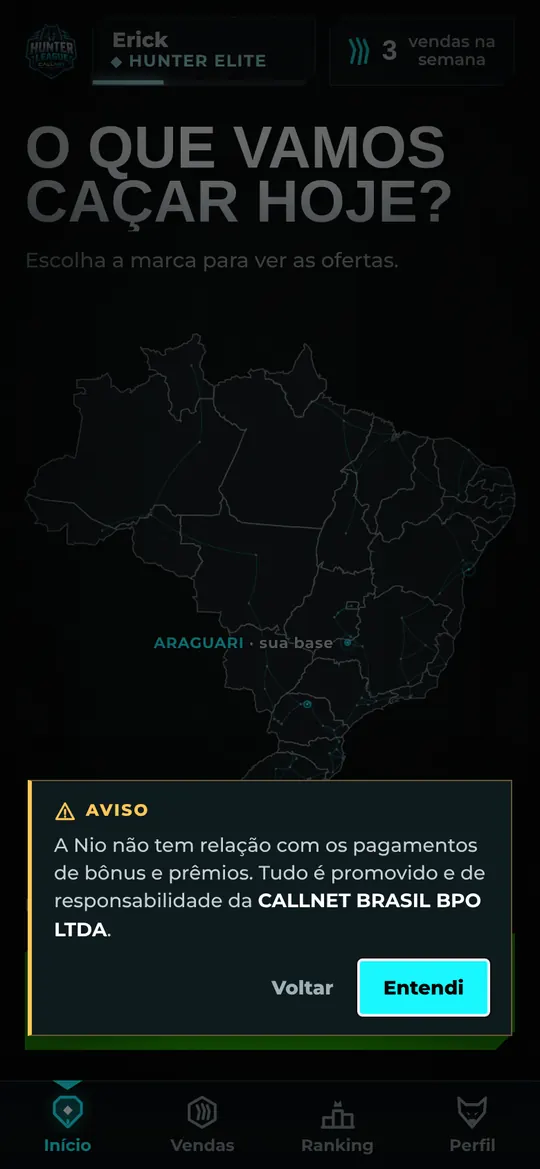 HUNTER
LEAGUE
CALLNET
Erick
HUNTER ELITE
3 vendas na
semana
O QUE VAMOS
CAÇAR HOJE?
Escolha a marca para ver as ofertas.
ARAGUARI · sua base
AVISO
A Nio não tem relação com os pagamentos
de bônus e prêmios. Tudo é promovido e de
responsabilidade da CALLNET BRASIL BPO
LTDA.
Voltar Entendi
Início Vendas Ranking Perfil